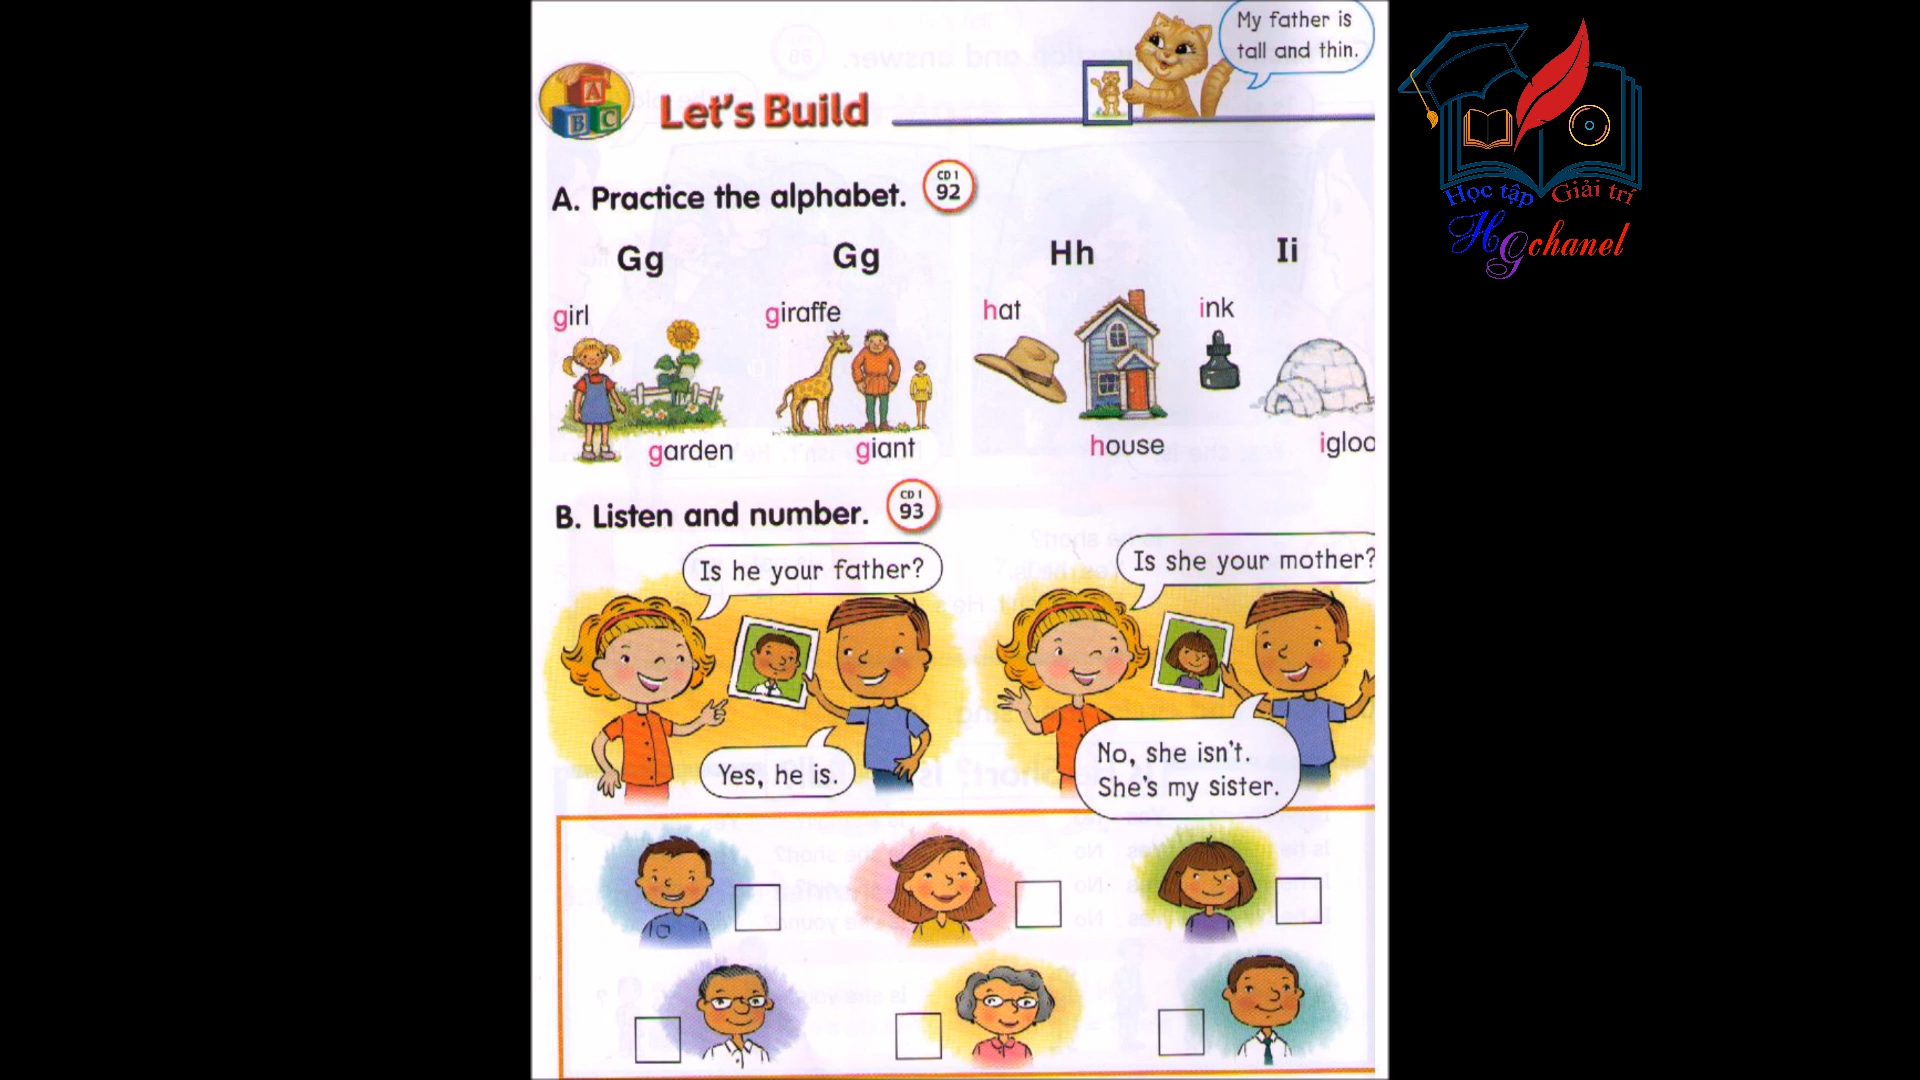 My father is
tall and thin.
A
B C
Let's Build
A. Practice the alphabet. CD 1 92
Gg Gg Hh Ii
girl giraffe hat ink
garden giant house igloo
B. Listen and number. CD 1 93
Is he your father?
Is she your mother?
Yes, he is.
No, she isn't.
She's my sister.
Học tập Giải trí
HGchanel